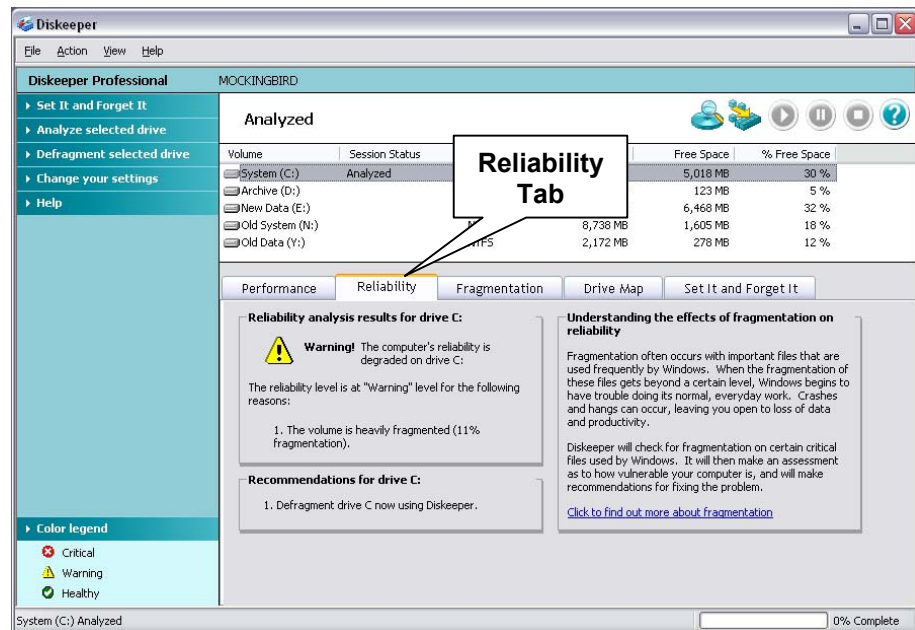 Diskeeper
File Action View Help
Diskeeper Professional MOCKINGBIRD
Set It and Forget It
Analyze selected drive
Defragment selected drive
Change your settings
Help
Analyzed
Volume Session Status Free Space % Free Space
System (C:) Analyzed 5,018 MB 30 %
Archive (D:) 123 MB 5 %
New Data (E:) 6,468 MB 32 %
Old System (N:) 8,738 MB 1,605 MB 18 %
Old Data (Y:) 2,172 MB 278 MB 12 %
Reliability
Tab
Performance Reliability Fragmentation Drive Map Set It and Forget It
Reliability analysis results for drive C:
Warning! The computer's reliability is
degraded on drive C:
The reliability level is at "Warning" level for the following
reasons:
1. The volume is heavily fragmented (11%
fragmentation).
Recommendations for drive C:
1. Defragment drive C now using Diskeeper.
Understanding the effects of fragmentation on
reliability
Fragmentation often occurs with important files that are
used frequently by Windows. When the fragmentation of
these files gets beyond a certain level, Windows begins to
have trouble doing its normal, everyday work. Crashes
and hangs can occur, leaving you open to loss of data
and productivity.
Diskeeper will check for fragmentation on certain critical
files used by Windows. It will then make an assessment
as to how vulnerable your computer is, and will make
recommendations for fixing the problem.
Click to find out more about fragmentation
Color legend
Critical
Warning
Healthy
System (C:) Analyzed 0% Complete